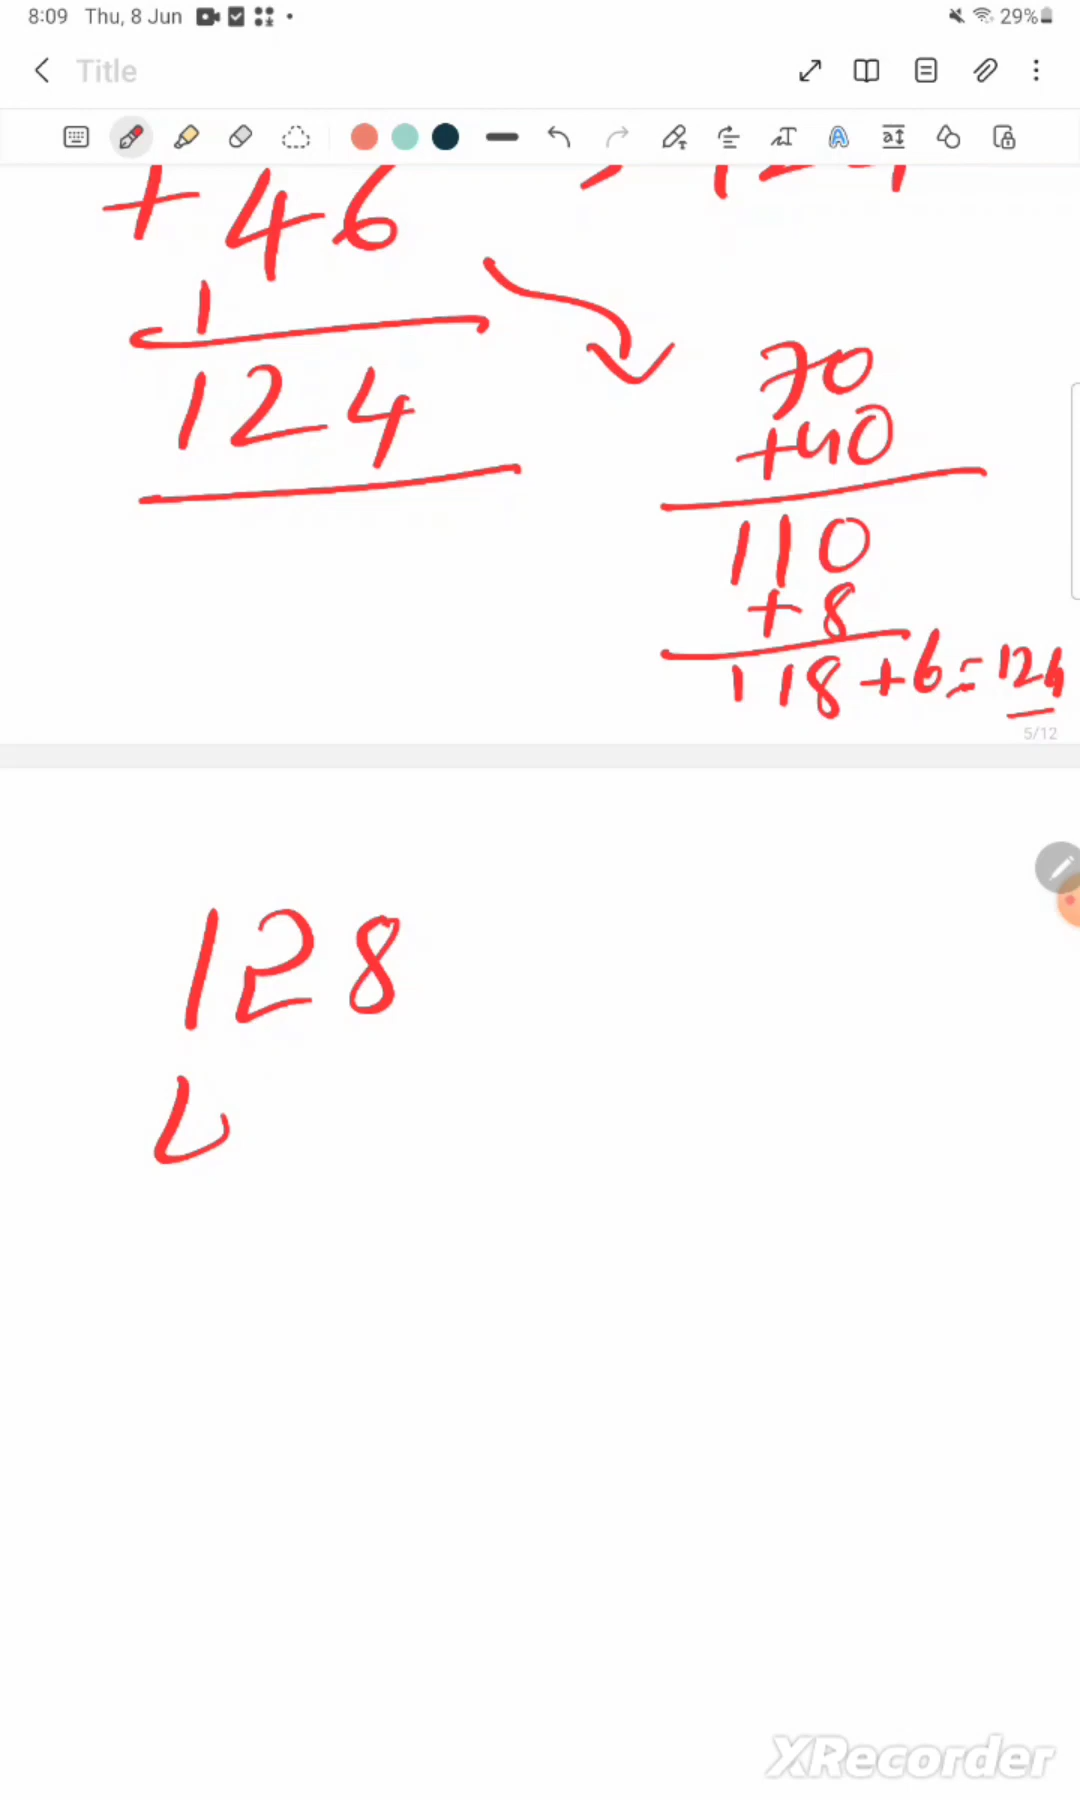 8:09 Thu, 8 Jun
29%
Title
+ 46
1
124
70
+40
110
+ 8
118 + 6 = 124
5/12
128
XRecorder